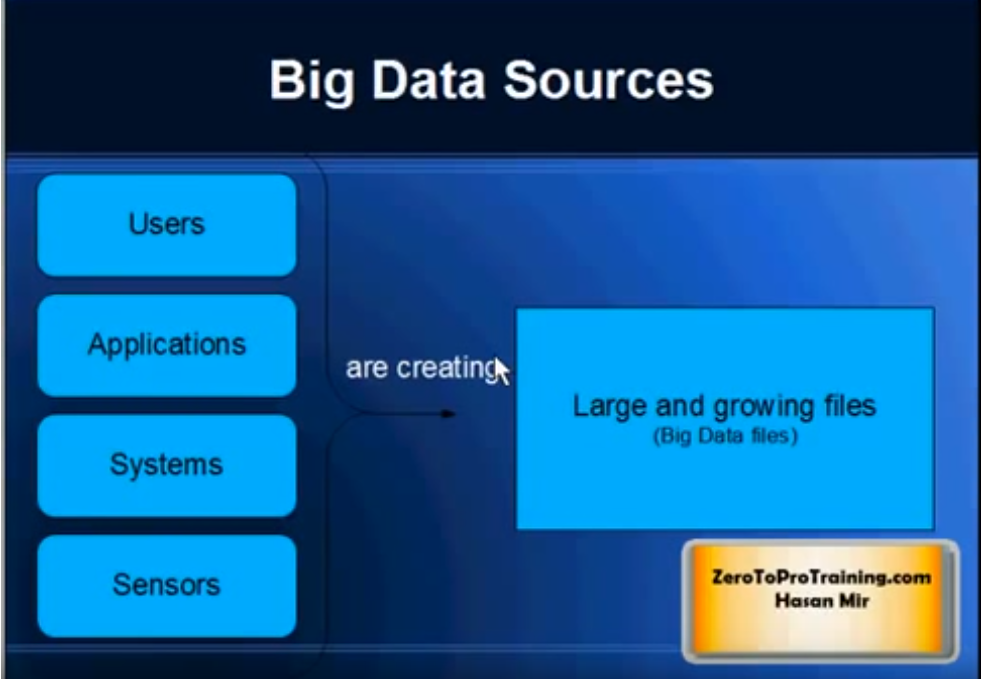 Big Data Sources
Users
Applications
Systems
Sensors
are creating
Large and growing files
(Big Data files)
ZeroToProTraining.com
Hasan Mir